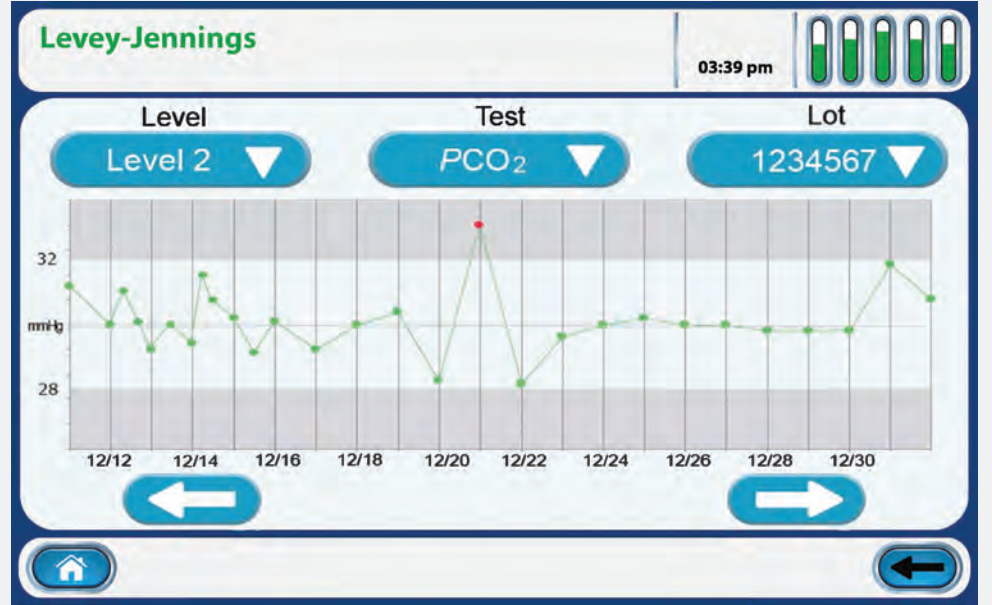 Levey-Jennings
03:39 pm
Level Test Lot
Level 2 PCO2 1234567
32
mmHg
28
12/12 12/14 12/16 12/18 12/20 12/22 12/24 12/26 12/28 12/30